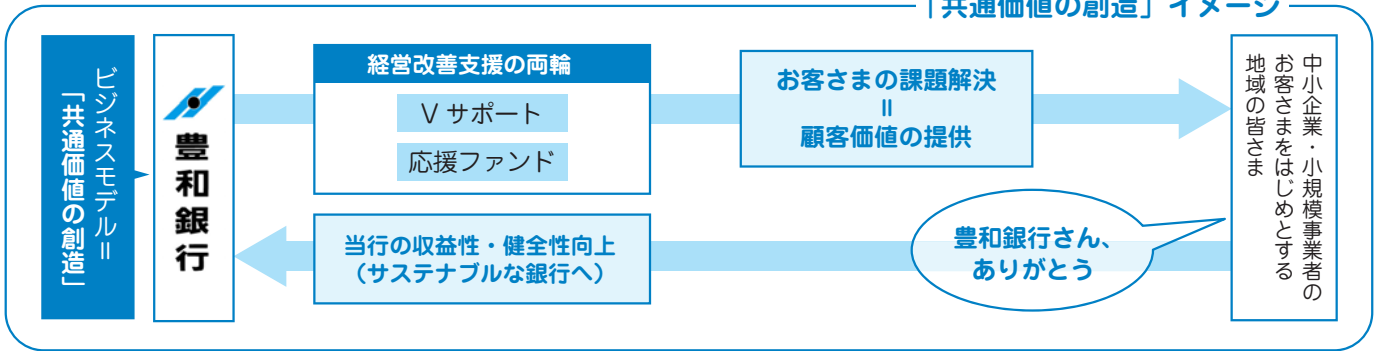 「共通価値の創造」イメージ
ビジネスモデル＝
「共通価値の創造」
豊和銀行
経営改善支援の両輪
V サポート
応援ファンド
お客さまの課題解決
＝
顧客価値の提供
中小企業・小規模事業者の
お客さまをはじめとする
地域の皆さま
豊和銀行さん、
ありがとう
当行の収益性・健全性向上
（サステナブルな銀行へ）